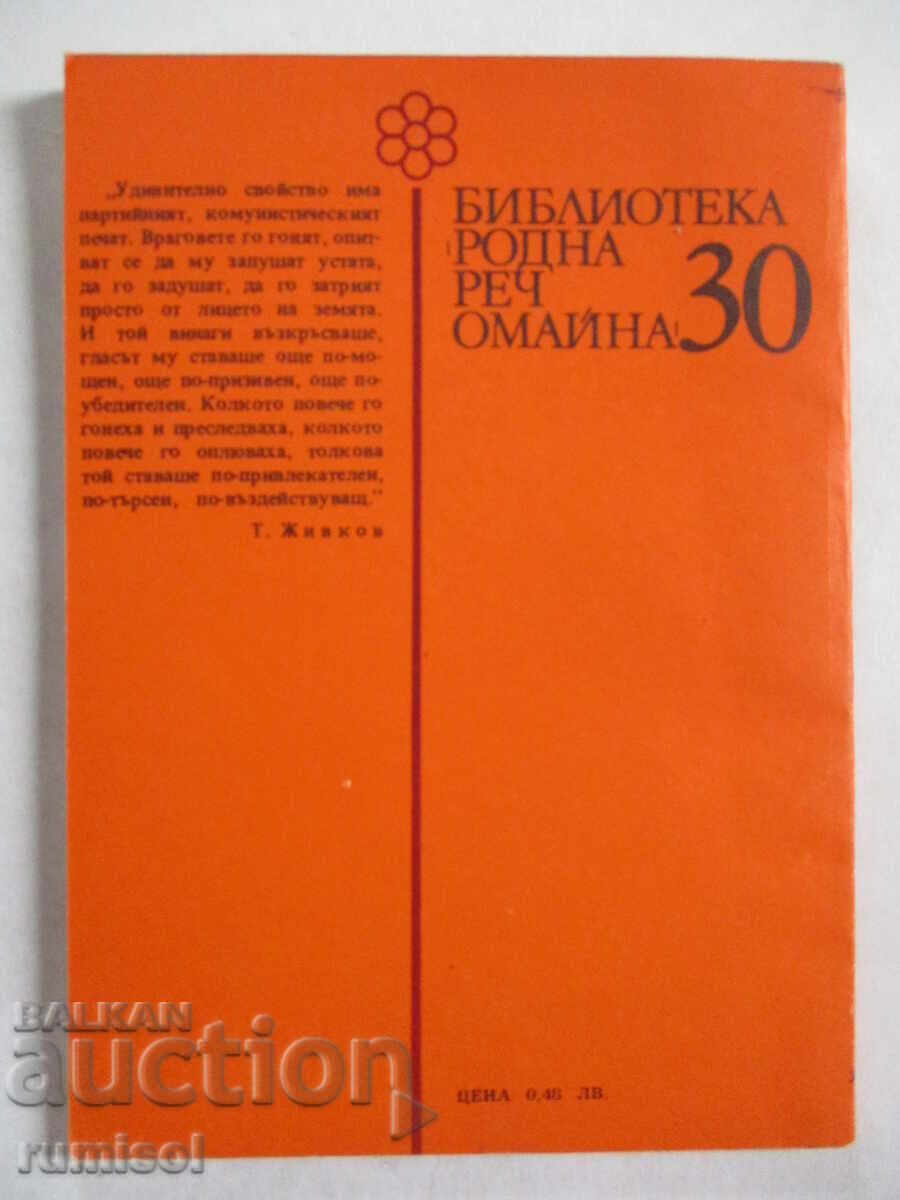 „Удивително свойство има
партийният, комунистическият
печат. Враговете го гонят, опит-
ват се да му запушат устата,
да го задушат, да го затрият
просто от лицето на земята.
И той винаги възкръсваше,
гласът му ставаше още по-мо-
щен, още по-призивен, още по-
убедителен. Колкото повече го
гонеха и преследваха, колкото
повече го оплюваха, толкова
той ставаше по-привлекателен,
по-търсен, по-въздействуващ."
Т. Живков
БИБЛИОТЕКА
„РОДНА
РЕЧ
ОМАЙНА"
30
ЦЕНА 0,46 ЛВ.
BALKAN
auction
rumisol